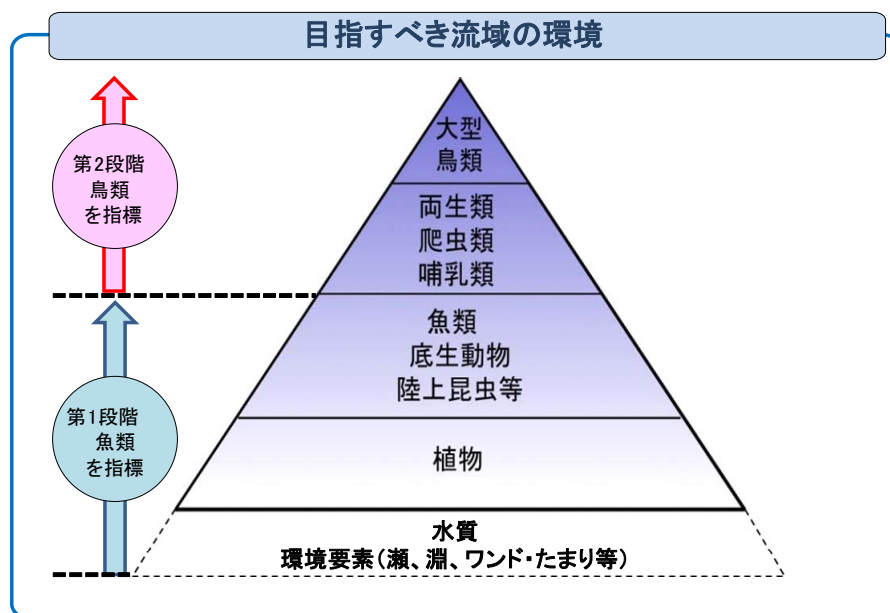 目指すべき流域の環境
大型
鳥類
第2段階
鳥類
を指標
両生類
爬虫類
哺乳類
魚類
底生動物
陸上昆虫等
第1段階
魚類
を指標
植物
水質
環境要素(瀬、淵、ワンド・たまり等)